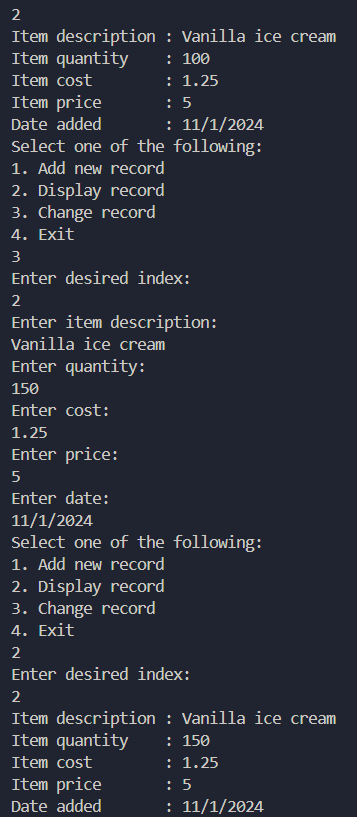 2
Item description : Vanilla ice cream
Item quantity    : 100
Item cost        : 1.25
Item price       : 5
Date added       : 11/1/2024
Select one of the following:
1. Add new record
2. Display record
3. Change record
4. Exit
3
Enter desired index:
2
Enter item description:
Vanilla ice cream
Enter quantity:
150
Enter cost:
1.25
Enter price:
5
Enter date:
11/1/2024
Select one of the following:
1. Add new record
2. Display record
3. Change record
4. Exit
2
Enter desired index:
2
Item description : Vanilla ice cream
Item quantity    : 150
Item cost        : 1.25
Item price       : 5
Date added       : 11/1/2024